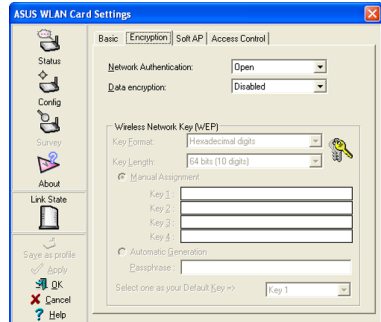 ASUS WLAN Card Settings
Status
Config
Survey
About
Link State
Save as profile
Apply
OK
Cancel
Help
Basic Encryption Soft AP Access Control
Network Authentication: Open
Data encryption: Disabled
Wireless Network Key (WEP)
Key Format: Hexadecimal digits
Key Length: 64 bits (10 digits)
Manual Assignment
Key 1 :
Key 2 :
Key 3 :
Key 4 :
Automatic Generation
Passphrase :
Select one as your Default Key => Key 1